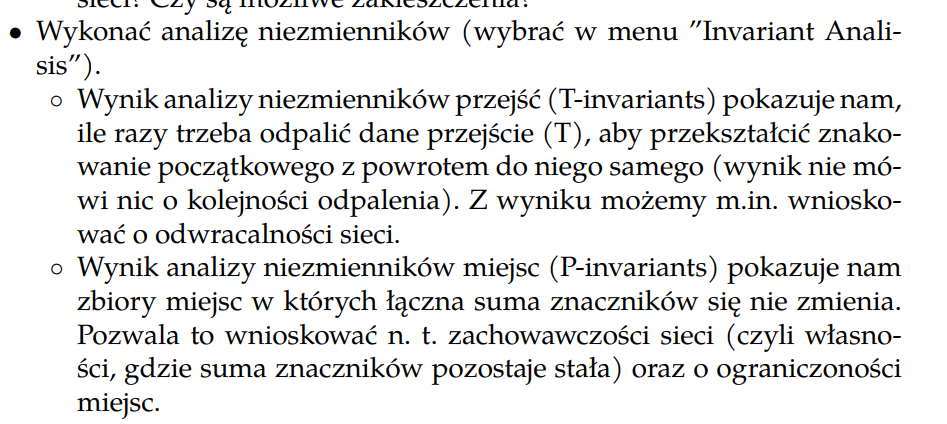 sieci? Czy są możliwe zakleszczenia?
• Wykonać analizę niezmienników (wybrać w menu ”Invariant Anali-
sis”).
◦ Wynik analizy niezmienników przejść (T-invariants) pokazuje nam,
ile razy trzeba odpalić dane przejście (T), aby przekształcić znako-
wanie początkowego z powrotem do niego samego (wynik nie mó-
wi nic o kolejności odpalenia). Z wyniku możemy m.in. wniosko-
wać o odwracalności sieci.
◦ Wynik analizy niezmienników miejsc (P-invariants) pokazuje nam
zbiory miejsc w których łączna suma znaczników się nie zmienia.
Pozwala to wnioskować n. t. zachowawczości sieci (czyli własno-
ści, gdzie suma znaczników pozostaje stała) oraz o ograniczoności
miejsc.